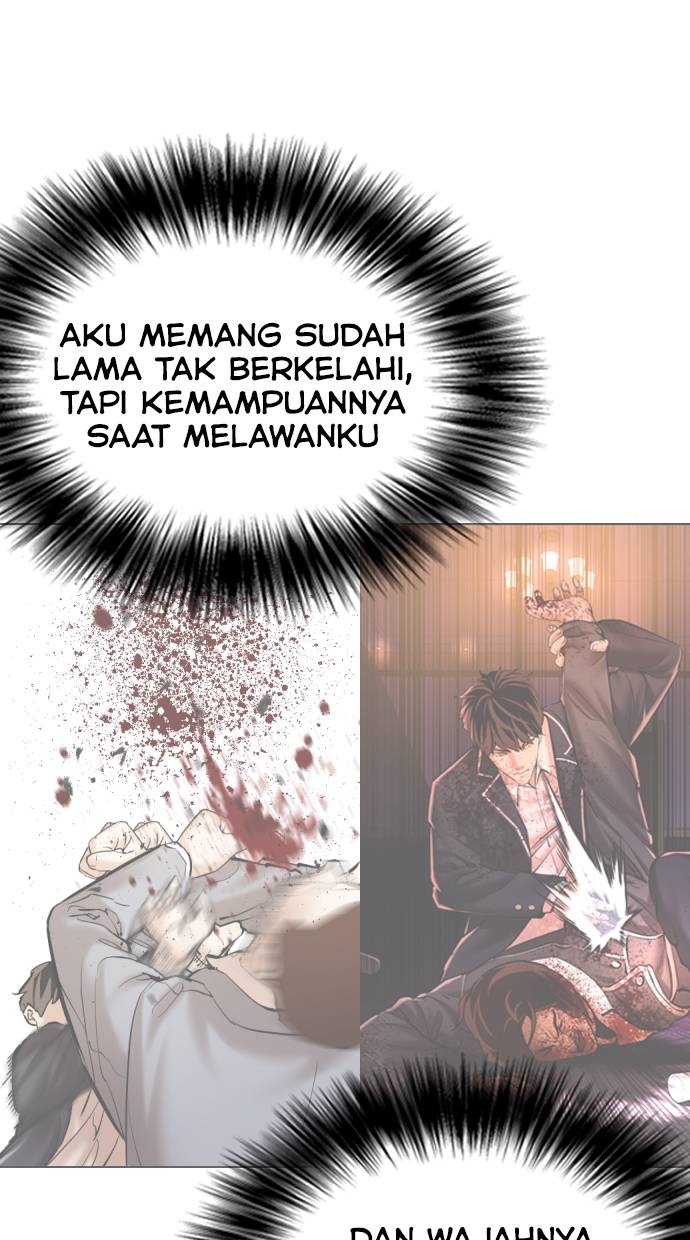 AKU MEMANG SUDAH
LAMA TAK BERKELAHI,
TAPI KEMAMPUANNYA
SAAT MELAWANKU
DAN WAJAHNYA